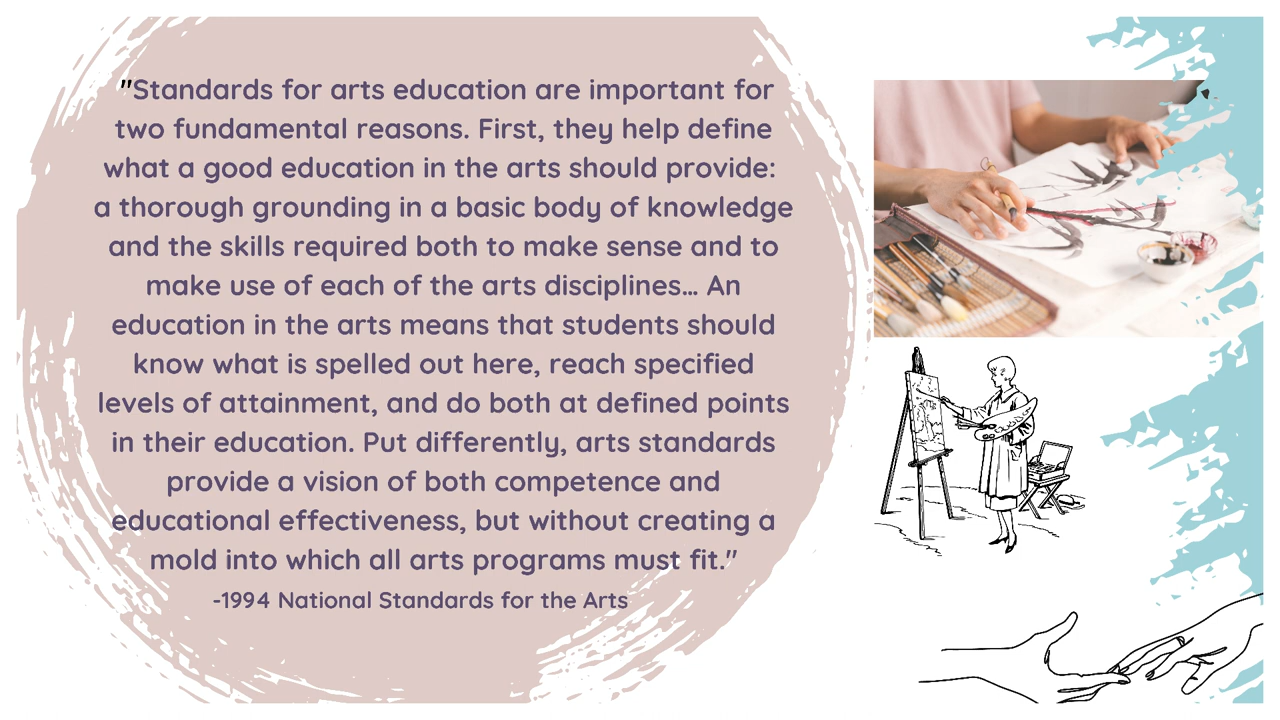 "Standards for arts education are important for
two fundamental reasons. First, they help define
what a good education in the arts should provide:
a thorough grounding in a basic body of knowledge
and the skills required both to make sense and to
make use of each of the arts disciplines... An
education in the arts means that students should
know what is spelled out here, reach specified
levels of attainment, and do both at defined points
in their education. Put differently, arts standards
provide a vision of both competence and
educational effectiveness, but without creating a
mold into which all arts programs must fit."
-1994 National Standards for the Arts